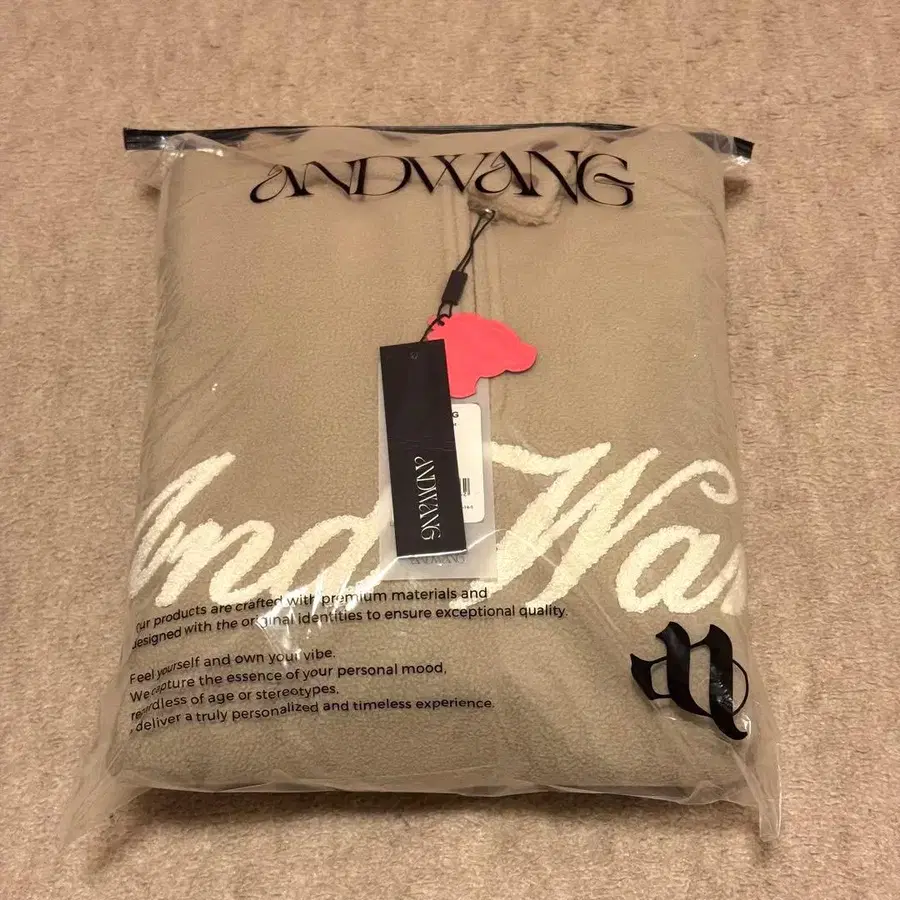 ANDWANG
And Wa
ANDWANG
G
ANDWANG
Our products are crafted with premium materials and
designed with the original identities to ensure exceptional quality.
Feel yourself and own your vibe.
We capture the essence of your personal mood,
regardless of age or stereotypes.
deliver a truly personalized and timeless experience.